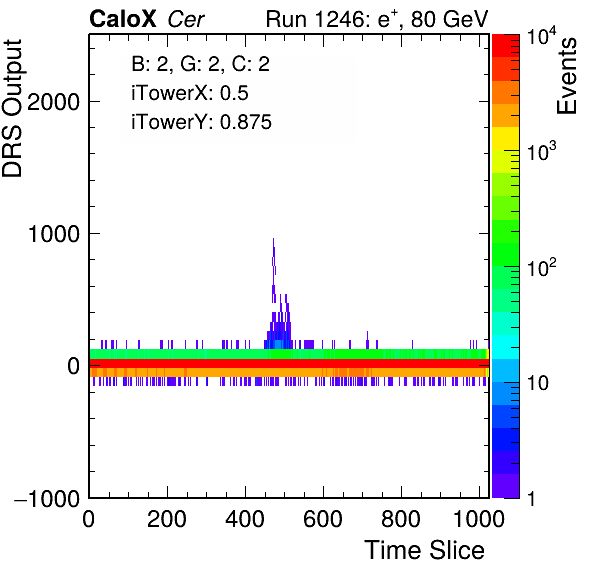 CaloX Cer Run 1246: e+, 80 GeV
B: 2, G: 2, C: 2
iTowerX: 0.5
iTowerY: 0.875
DRS Output
2000
1000
0
−1000
0 200 400 600 800 1000
Time Slice
Events
10^4
10^3
10^2
10
1